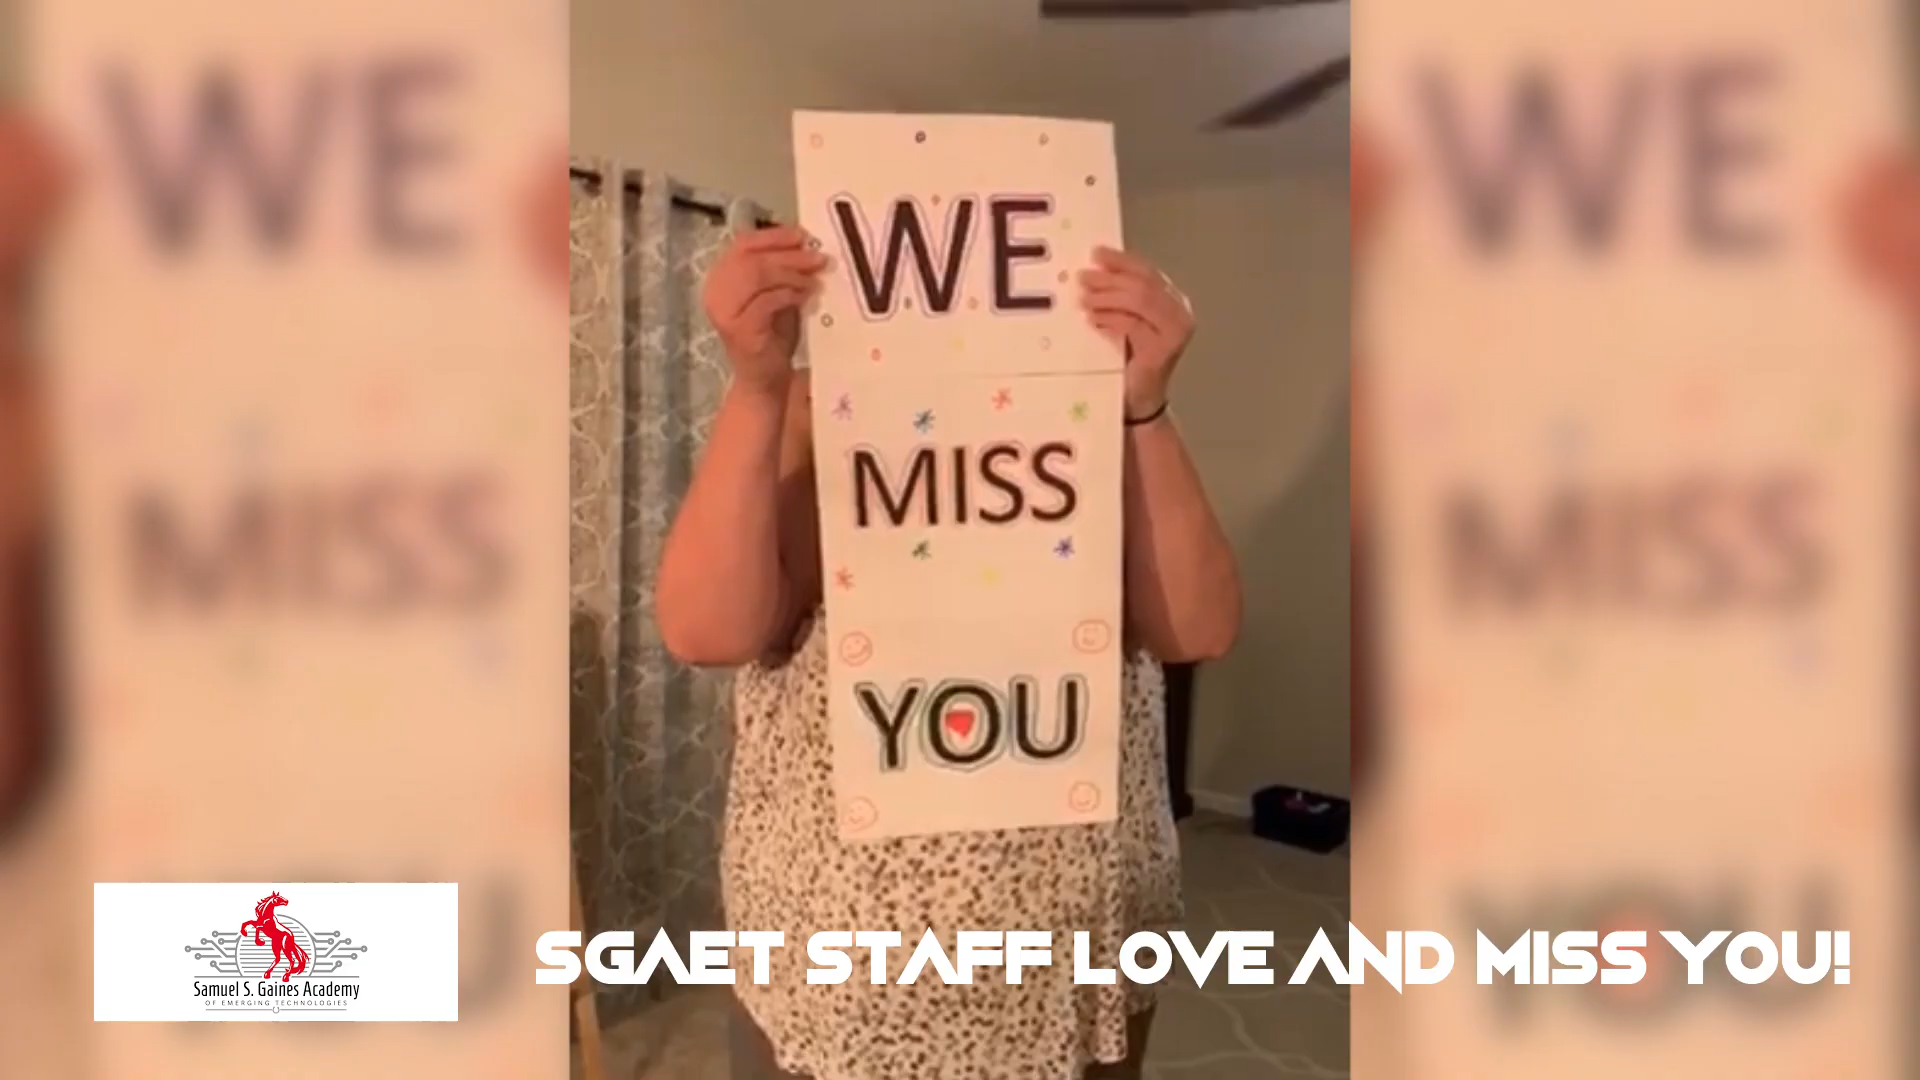 WE
MISS
YOU
SGAET STAFF LOVE AND MISS YOU!
Samuel S. Gaines Academy
OF EMERGING TECHNOLOGIES